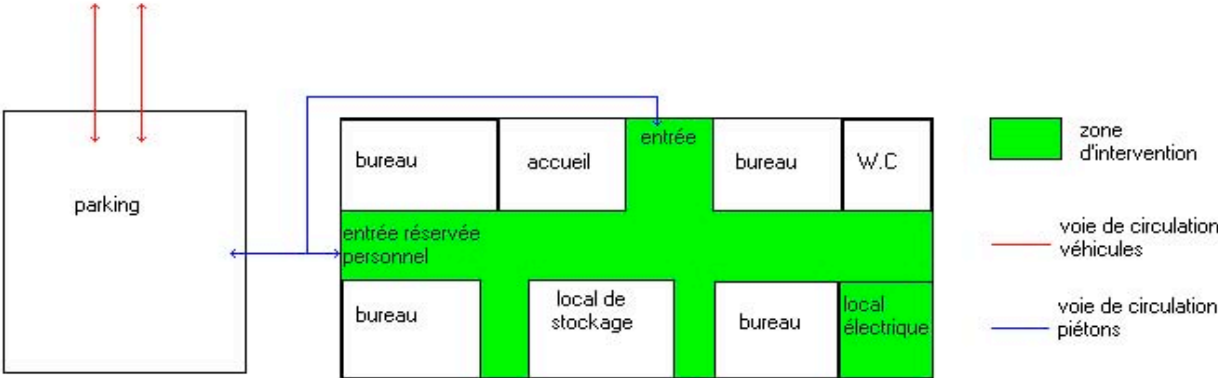 parking
bureau
accueil
entrée
bureau
W.C
entrée réservée
personnel
bureau
local de
stockage
bureau
local
électrique
zone
d'intervention
voie de circulation
véhicules
voie de circulation
piétons